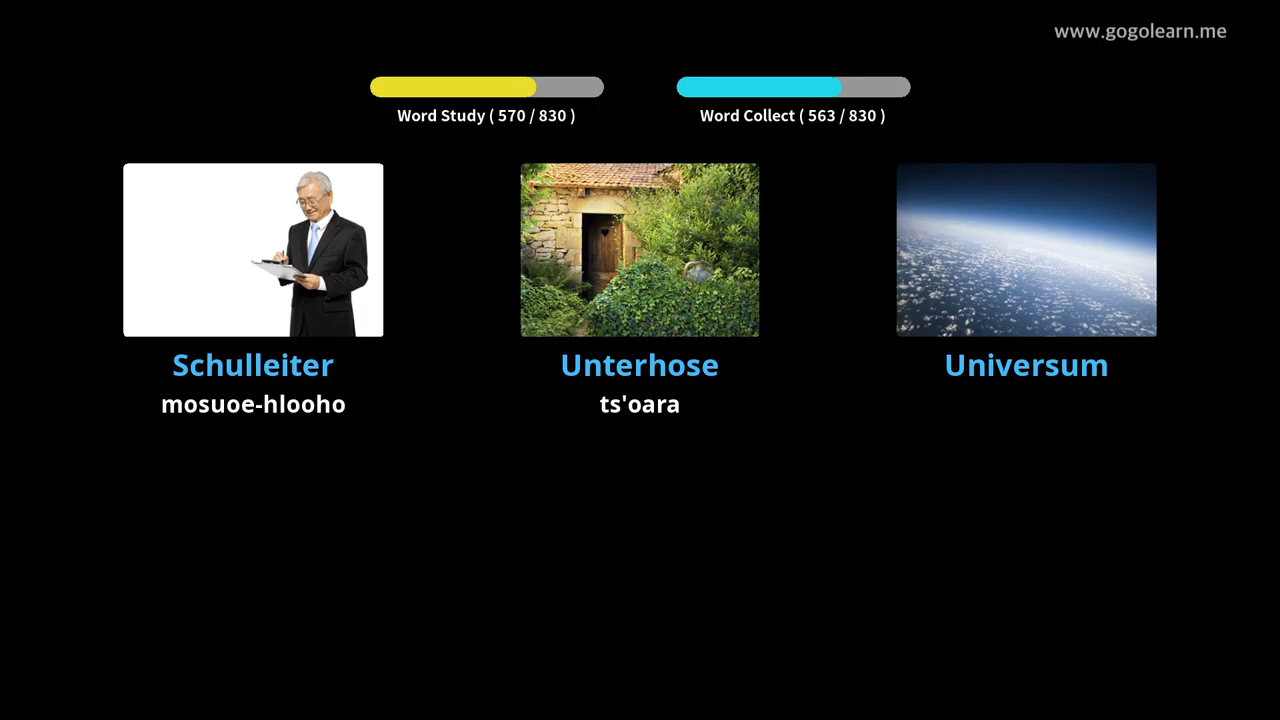 www.gogolearn.me
Word Study ( 570 / 830 )
Word Collect ( 563 / 830 )
Schulleiter
mosuoe-hlooho
Unterhose
ts'oara
Universum